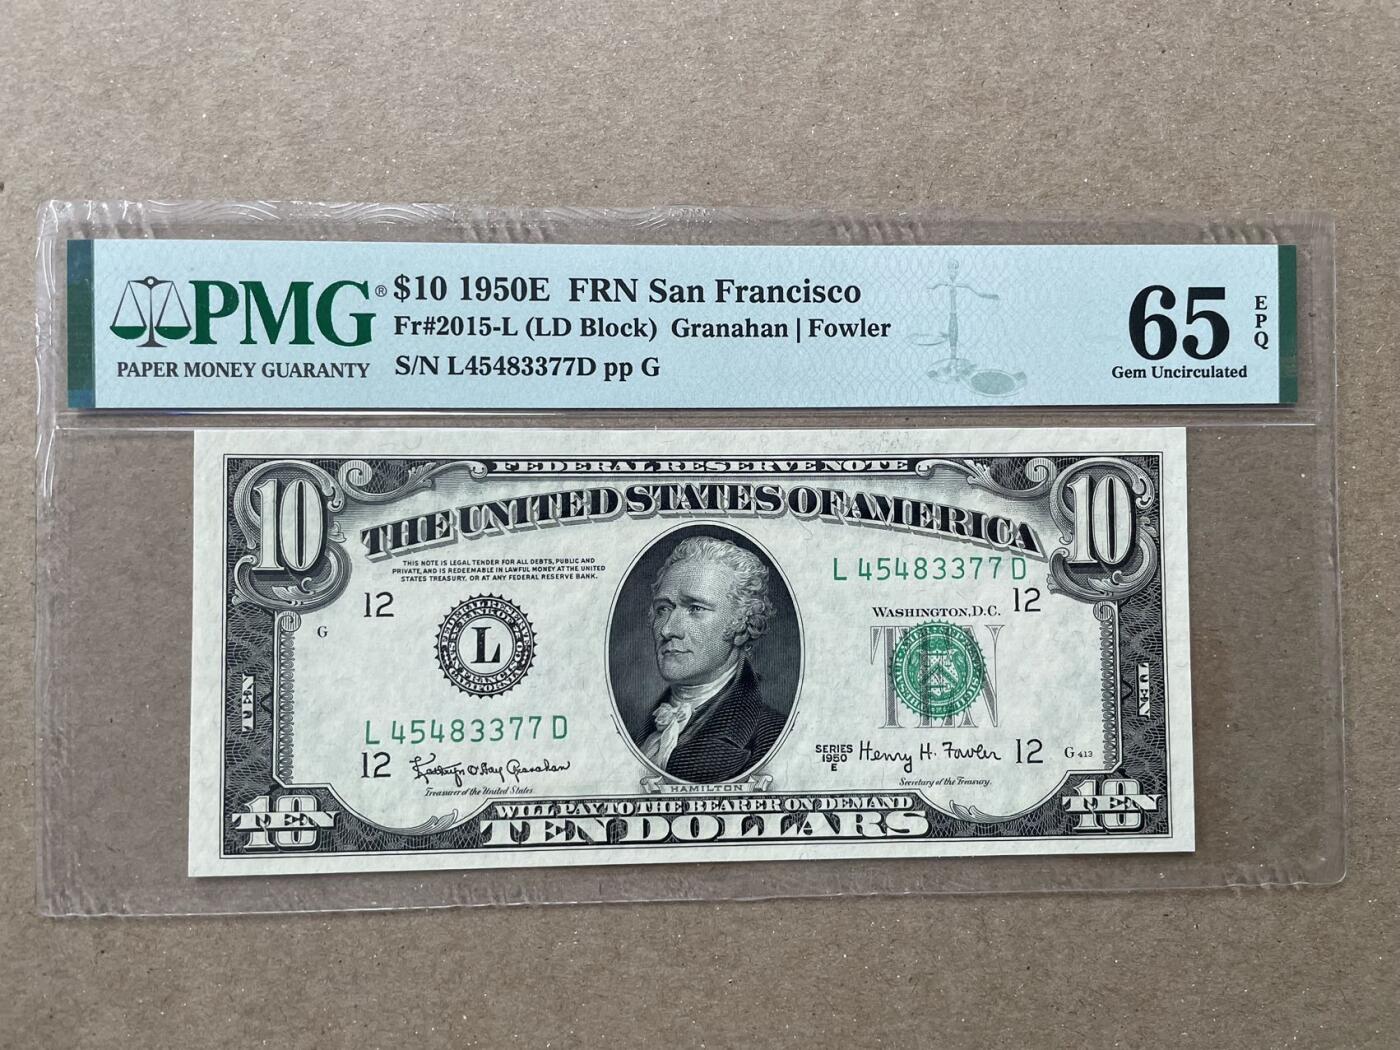 PMG®
PAPER MONEY GUARANTY
$10 1950E FRN San Francisco
Fr#2015-L (LD Block) Granahan | Fowler
S/N L45483377D pp G
65
EPQ
Gem Uncirculated
FEDERAL RESERVE NOTE
10
10
THE UNITED STATES OF AMERICA
THIS NOTE IS LEGAL TENDER FOR ALL DEBTS, PUBLIC AND
PRIVATE, AND IS REDEEMABLE IN LAWFUL MONEY AT THE UNITED
STATES TREASURY, OR AT ANY FEDERAL RESERVE BANK.
L 45483377 D
12
WASHINGTON, D.C.
12
G
L
TEN
TEN
TEN
L 45483377 D
12
Kathryn O'Hay Granahan
Treasurer of the United States
SERIES
1950
E
Henry H. Fowler
Secretary of the Treasury.
12
G 413
HAMILTON
WILL PAY TO THE BEARER ON DEMAND
TEN DOLLARS
10
TEN
10
TEN